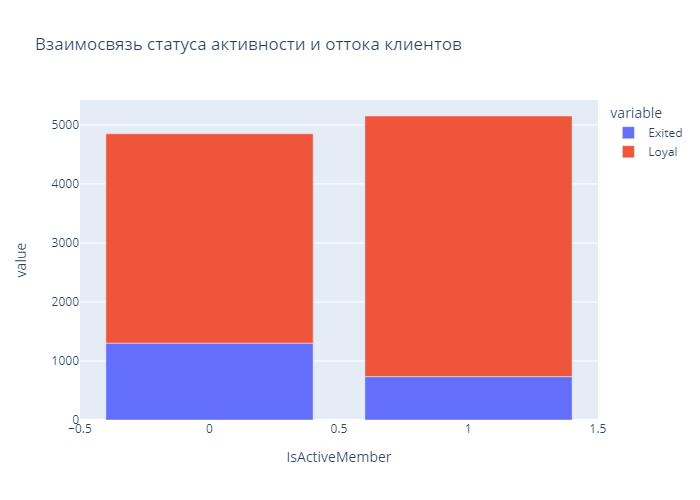 Взаимосвязь статуса активности и оттока клиентов
variable
Exited
Loyal
5000
4000
3000
2000
1000
0
value
−0.5 0 0.5 1 1.5
IsActiveMember